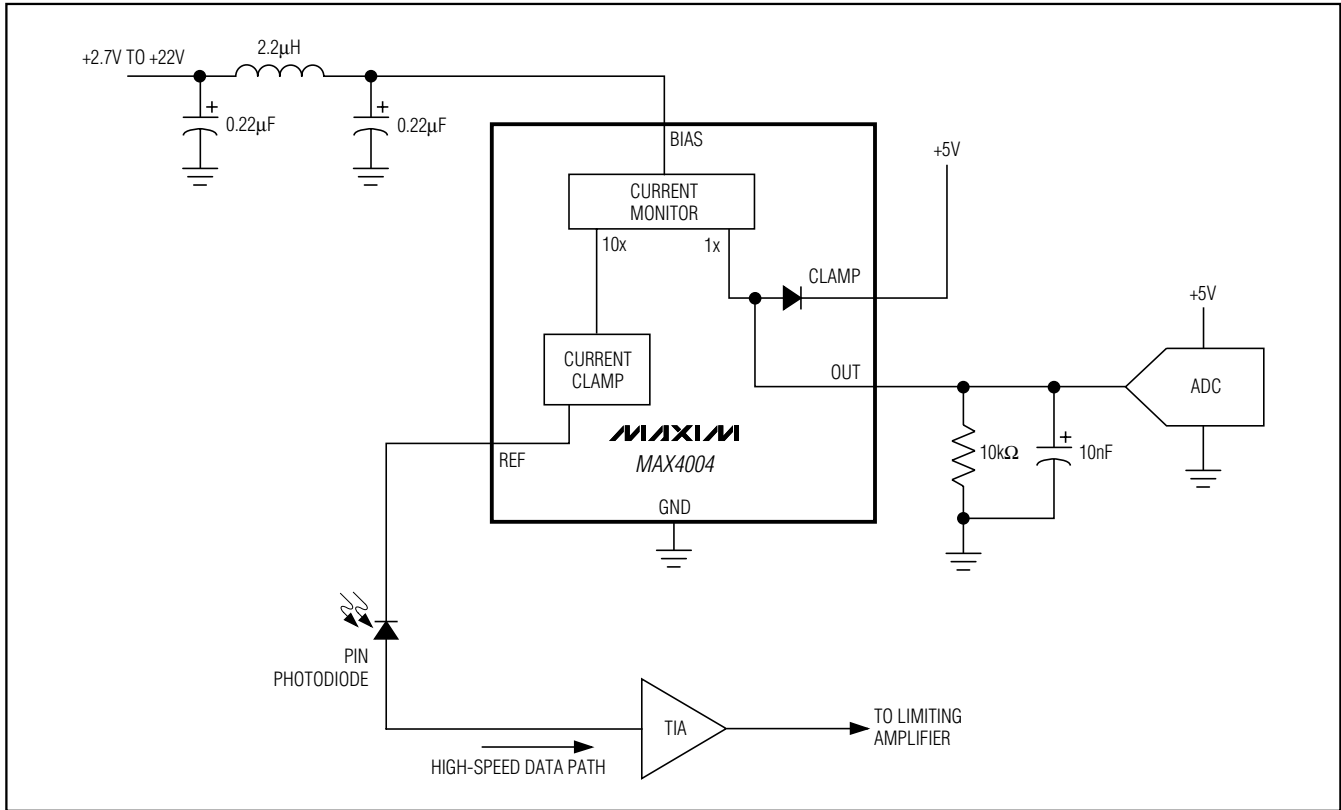 +2.7V TO +22V
2.2µH
+
0.22µF
+
0.22µF
BIAS
CURRENT
MONITOR
10x
1x
CLAMP
+5V
CURRENT
CLAMP
OUT
+5V
ADC
REF
MAXIM
MAX4004
GND
10kΩ
+
10nF
PIN
PHOTODIODE
TIA
TO LIMITING
AMPLIFIER
HIGH-SPEED DATA PATH